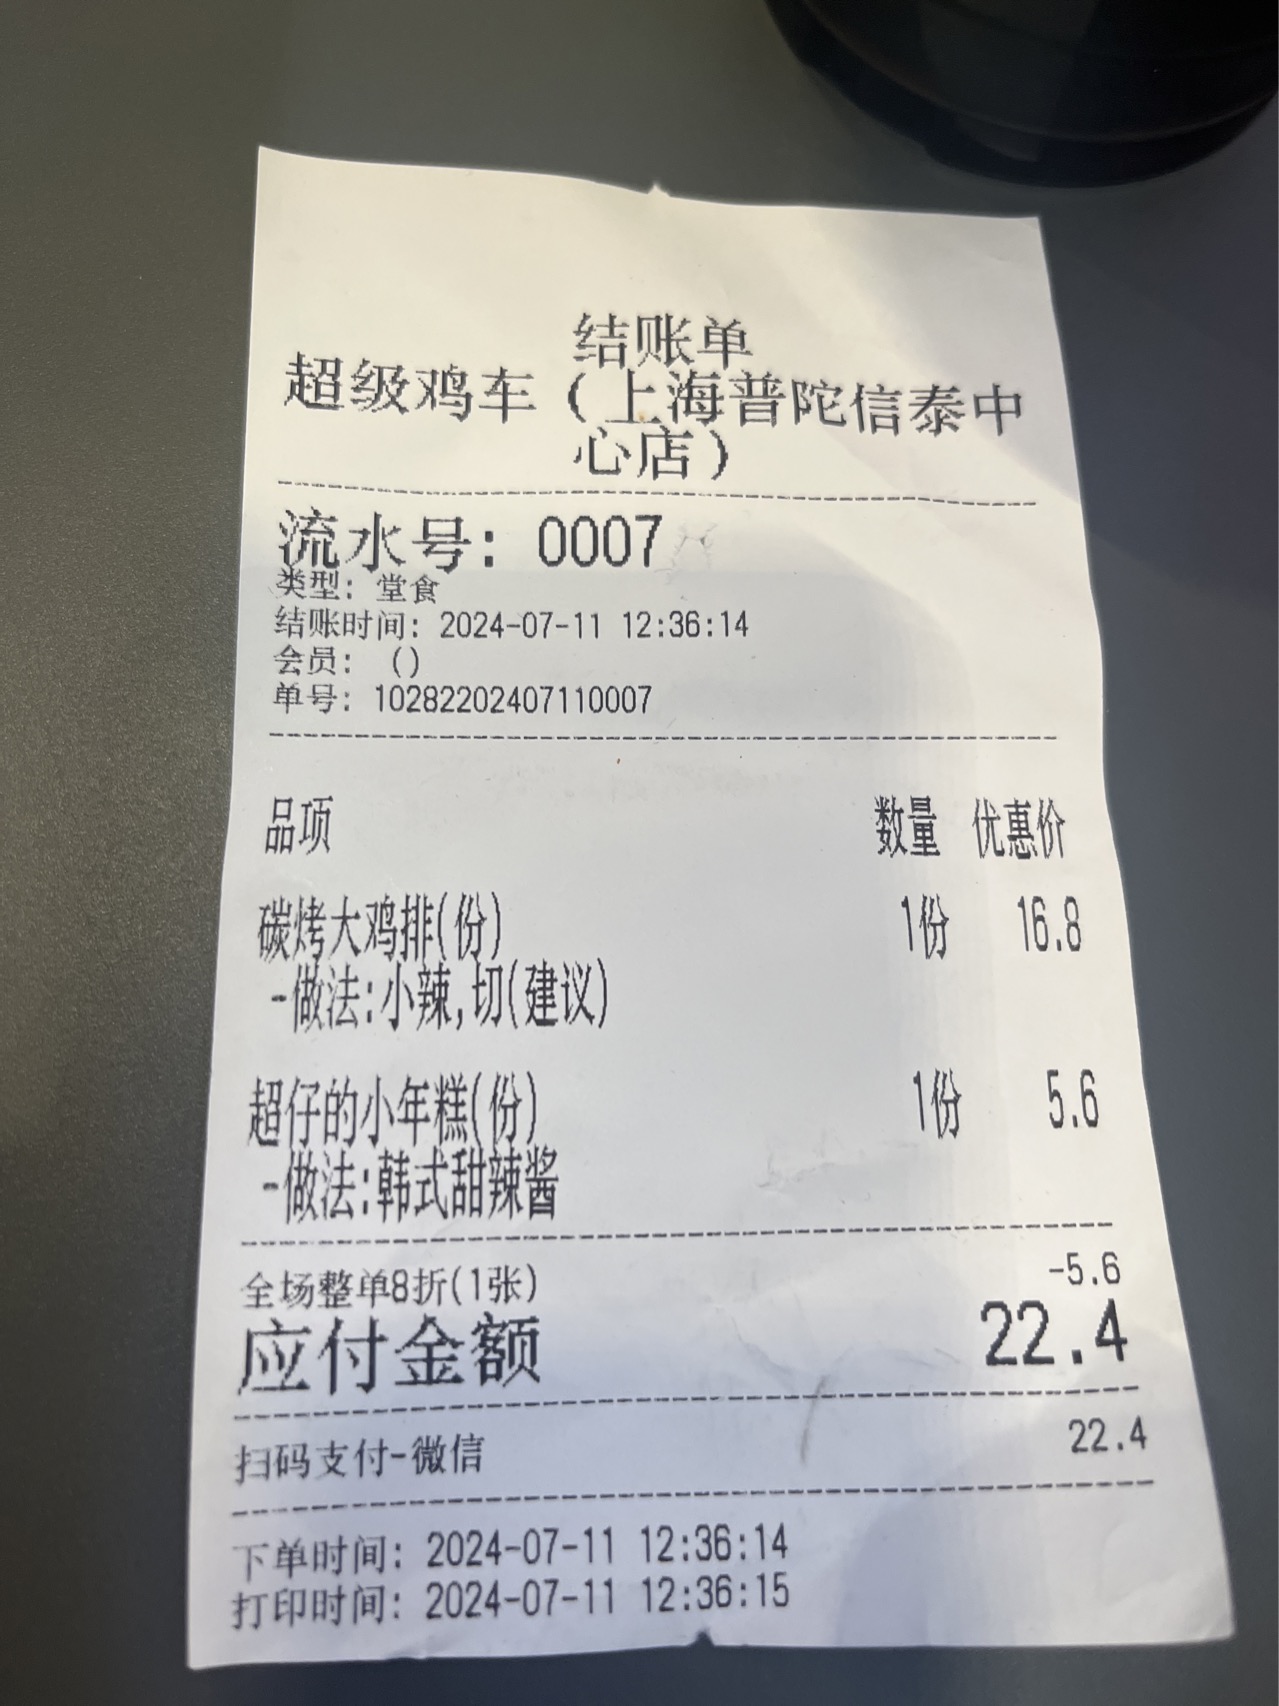 结账单
超级鸡车（上海普陀信泰中
心店）
流水号：0007
类型：堂食
结账时间：2024-07-11 12:36:14
会员：（）
单号：10282202407110007
品项 数量 优惠价
碳烤大鸡排(份) 1份 16.8
-做法:小辣,切(建议)
超仔的小年糕(份) 1份 5.6
-做法:韩式甜辣酱
全场整单8折(1张) -5.6
应付金额 22.4
扫码支付-微信 22.4
下单时间：2024-07-11 12:36:14
打印时间：2024-07-11 12:36:15